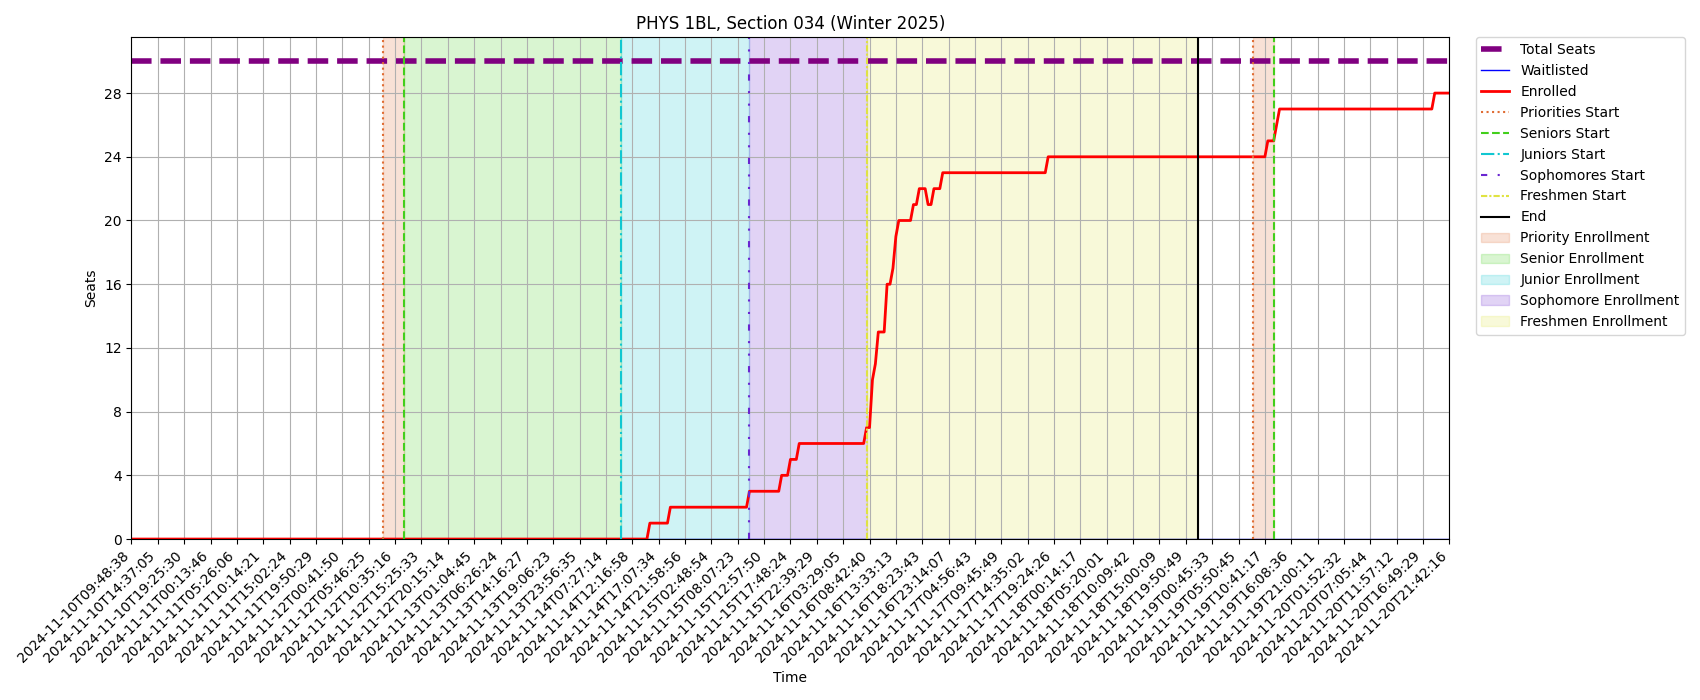 PHYS 1BL, Section 034 (Winter 2025)
Total Seats
Waitlisted
Enrolled
Priorities Start
Seniors Start
Juniors Start
Sophomores Start
Freshmen Start
End
Priority Enrollment
Senior Enrollment
Junior Enrollment
Sophomore Enrollment
Freshmen Enrollment
Seats
28
24
20
16
12
8
4
0
2024-11-10T09:48:38
2024-11-10T14:37:05
2024-11-10T19:25:30
2024-11-11T00:13:46
2024-11-11T05:26:06
2024-11-11T10:14:21
2024-11-11T15:02:24
2024-11-11T19:50:29
2024-11-12T00:41:50
2024-11-12T05:46:25
2024-11-12T10:35:16
2024-11-12T15:25:33
2024-11-12T20:15:14
2024-11-13T01:04:45
2024-11-13T06:26:24
2024-11-13T14:16:27
2024-11-13T19:06:23
2024-11-13T23:56:35
2024-11-14T07:27:14
2024-11-14T12:16:58
2024-11-14T17:07:34
2024-11-14T21:58:56
2024-11-15T02:48:54
2024-11-15T08:07:23
2024-11-15T12:57:50
2024-11-15T17:48:24
2024-11-15T22:39:29
2024-11-16T03:29:05
2024-11-16T08:42:40
2024-11-16T13:33:13
2024-11-16T18:23:43
2024-11-16T23:14:07
2024-11-17T04:56:43
2024-11-17T09:45:49
2024-11-17T14:35:02
2024-11-17T19:24:26
2024-11-18T00:14:17
2024-11-18T05:20:01
2024-11-18T10:09:42
2024-11-18T15:00:09
2024-11-18T19:50:49
2024-11-19T00:45:33
2024-11-19T05:50:45
2024-11-19T10:41:17
2024-11-19T16:08:36
2024-11-19T21:00:11
2024-11-20T01:52:32
2024-11-20T07:05:44
2024-11-20T11:57:12
2024-11-20T16:49:29
2024-11-20T21:42:16
Time